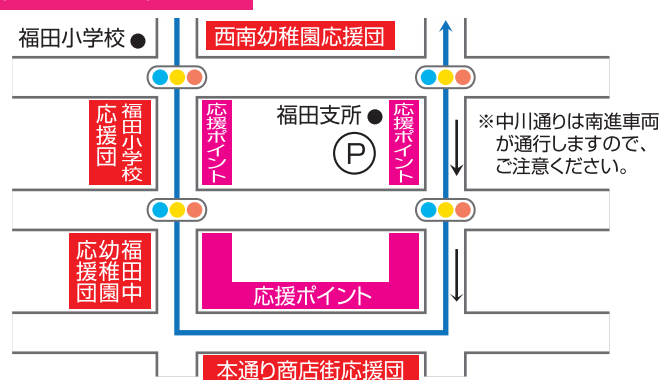 福田小学校
西南幼稚園応援団
福田小学校
応援団
応援ポイント
福田支所
P
応援ポイント
※中川通りは南進車両
が通行しますので、
ご注意ください。
福田中
幼稚園
応援団
応援ポイント
本通り商店街応援団